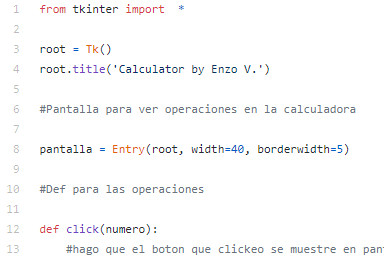 1 from tkinter import *
2
3 root = Tk()
4 root.title('Calculator by Enzo V.')
5
6 #Pantalla para ver operaciones en la calculadora
7
8 pantalla = Entry(root, width=40, borderwidth=5)
9
10 #Def para las operaciones
11
12 def click(numero):
13 #hago que el boton que clickeo se muestre en pan